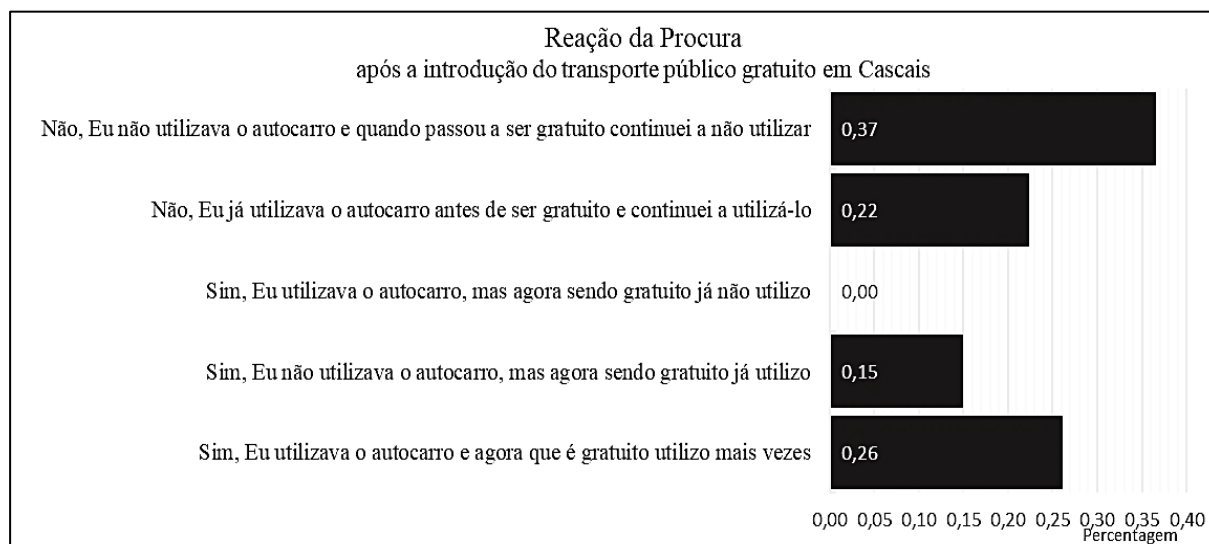 Reação da Procura
após a introdução do transporte público gratuito em Cascais
Não, Eu não utilizava o autocarro e quando passou a ser gratuito continuei a não utilizar
0,37
Não, Eu já utilizava o autocarro antes de ser gratuito e continuei a utilizá-lo
0,22
Sim, Eu utilizava o autocarro, mas agora sendo gratuito já não utilizo
0,00
Sim, Eu não utilizava o autocarro, mas agora sendo gratuito já utilizo
0,15
Sim, Eu utilizava o autocarro e agora que é gratuito utilizo mais vezes
0,26
0,00 0,05 0,10 0,15 0,20 0,25 0,30 0,35 0,40
Percentagem